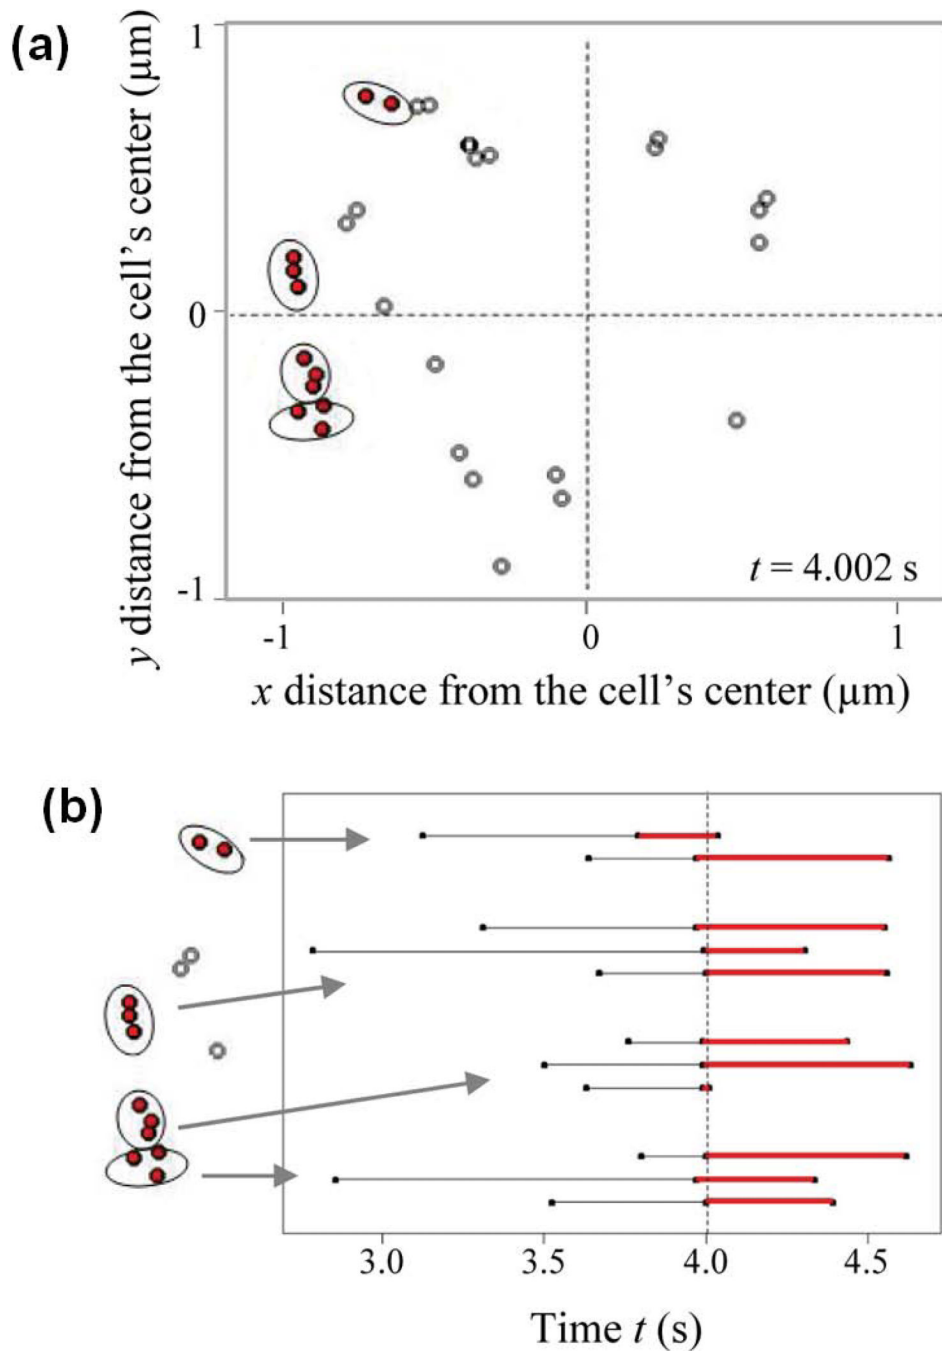 (a)
y distance from the cell's center (μm)
1
0
-1
t = 4.002 s
-1
0
1
x distance from the cell's center (μm)
(b)
3.0
3.5
4.0
4.5
Time t (s)